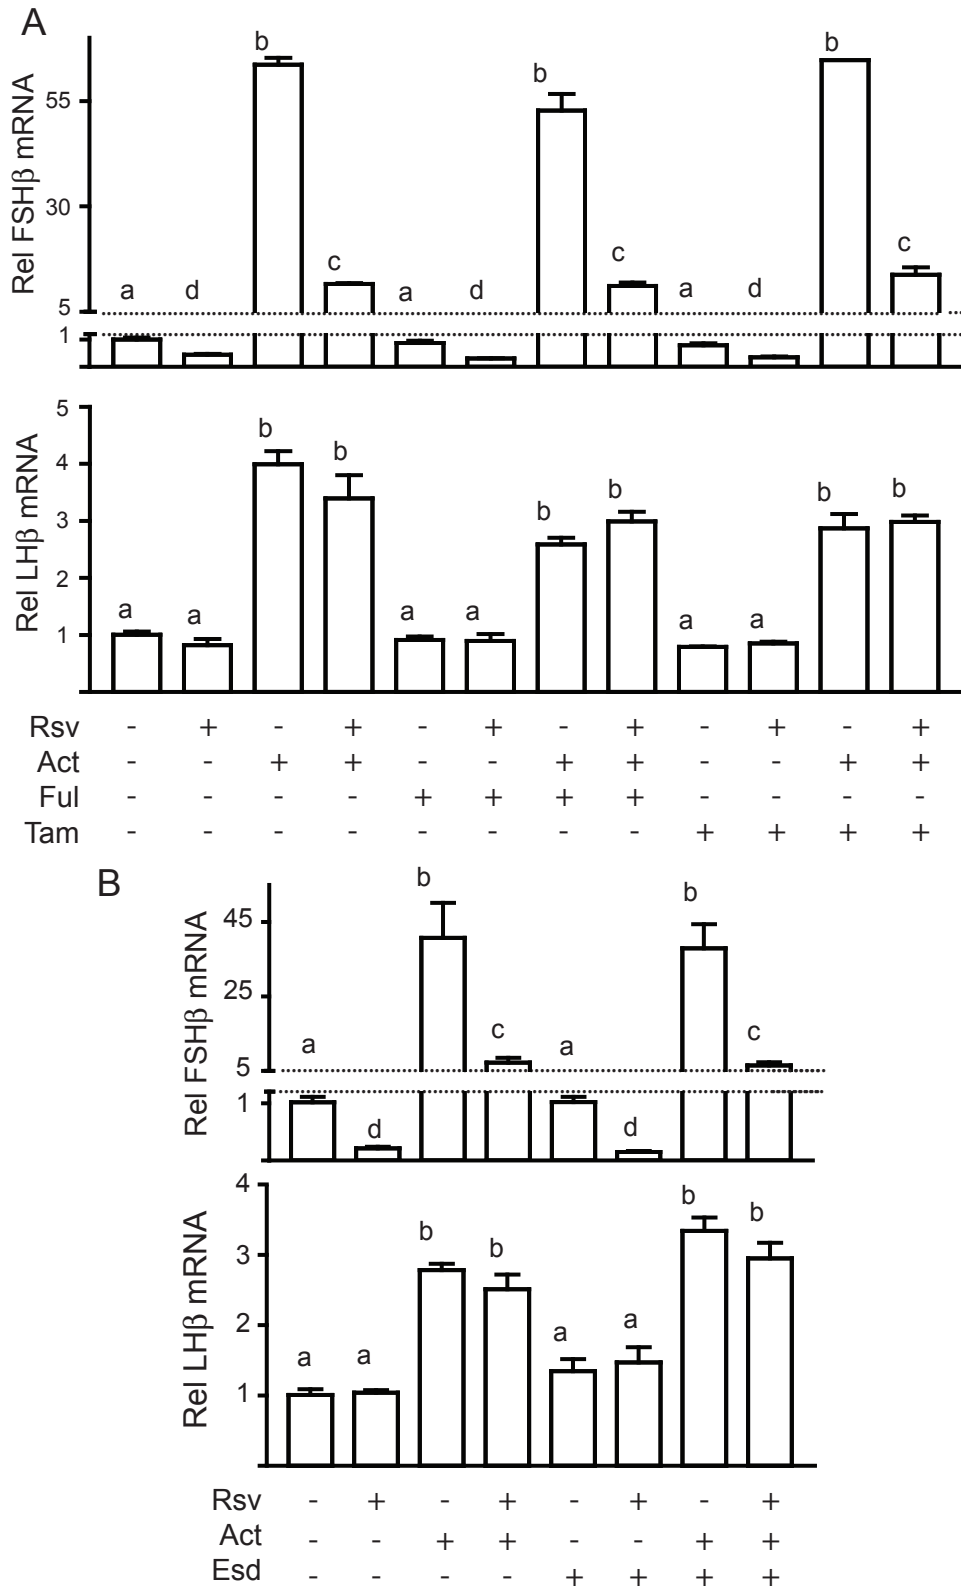 A
Rel FSHβ mRNA
b
b
b
55
30
c
c
c
a
d
a
d
a
d
5
1
Rel LHβ mRNA
5
b
b
b
b
b
b
4
3
2
a
a
a
a
a
a
1
Rsv - + - + - + - + - + - +
Act - - + + - - + + - - + +
Ful - - - - + + + + - - - -
Tam - - - - - - - - + + + +
B
Rel FSHβ mRNA
b
b
45
25
a
c
a
c
5
1
d
d
Rel LHβ mRNA
4
b
b
b
b
3
2
a
a
a
a
1
Rsv - + - + - + - +
Act - - + + - - + +
Esd - - - - + + + +